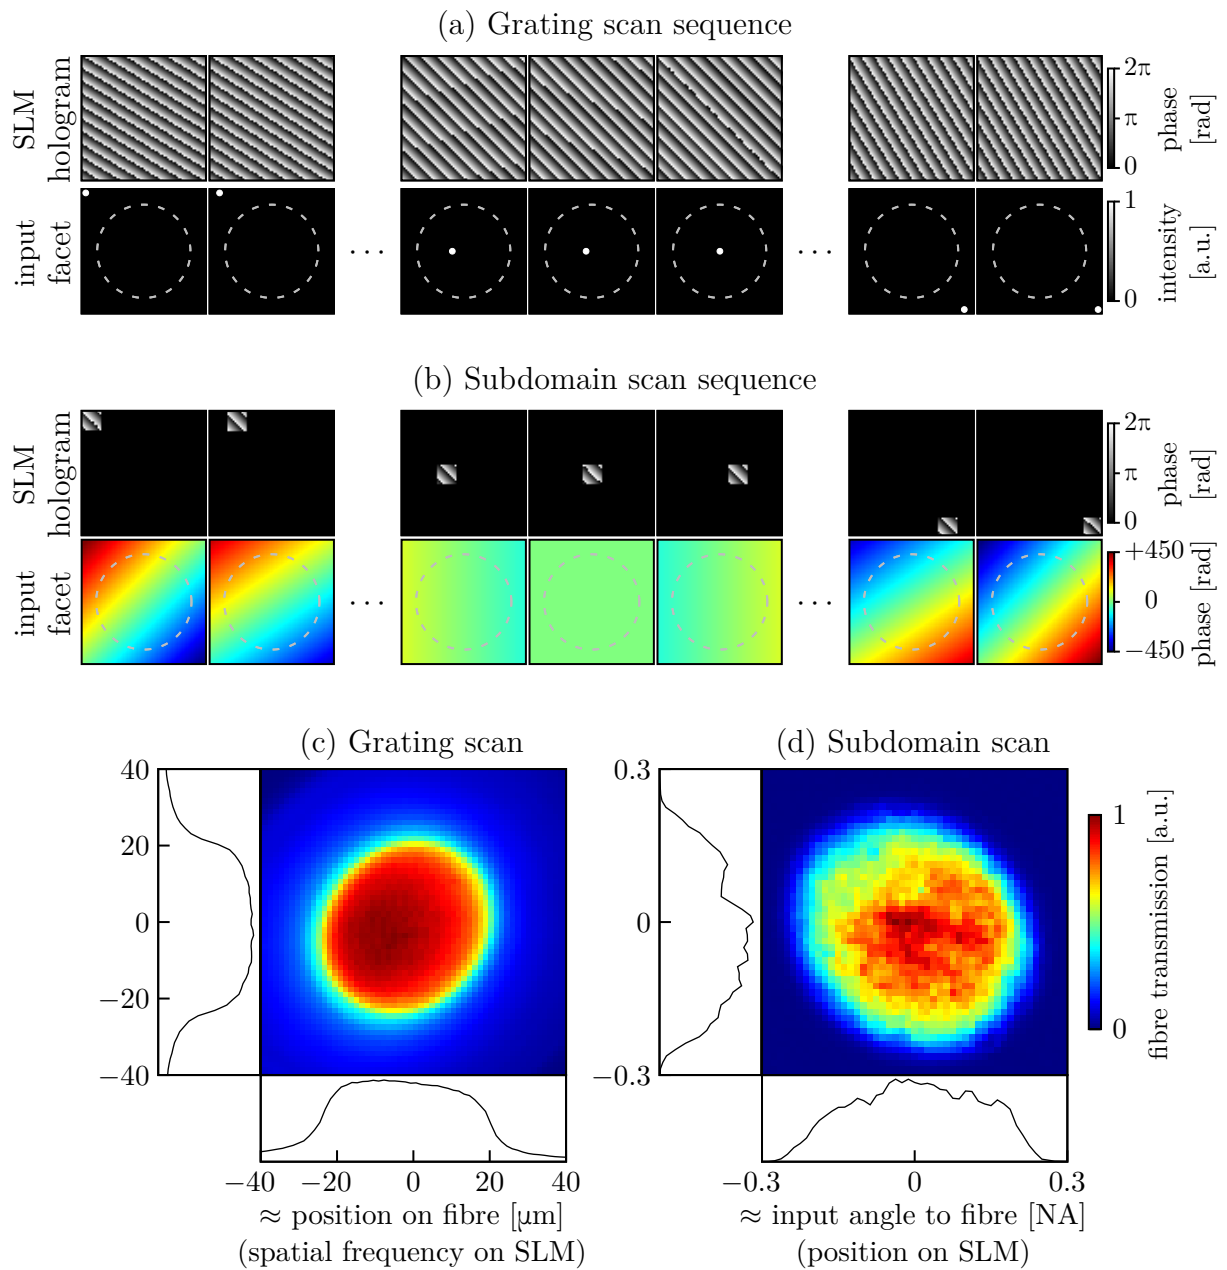 (a) Grating scan sequence
SLM
hologram
2π
π
0
phase
[rad]
input
facet
. . .
. . .
1
0
intensity
[a.u.]
(b) Subdomain scan sequence
SLM
hologram
2π
π
0
phase
[rad]
input
facet
. . .
. . .
+450
0
−450
phase [rad]
(c) Grating scan
(d) Subdomain scan
40
20
0
−20
−40
0.3
0
−0.3
1
0
fibre transmission [a.u.]
−40 −20 0 20 40
−0.3 0 0.3
≈ position on fibre [µm]
(spatial frequency on SLM)
≈ input angle to fibre [NA]
(position on SLM)